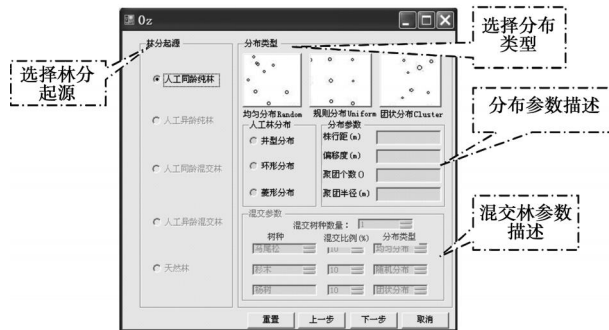 Oz
林分起源
人工同龄纯林
人工异龄纯林
人工同龄混交林
人工异龄混交林
天然林
分布类型
均匀分布Random 规则分布Uniform 团状分布Cluster
人工林分布
井型分布
环形分布
菱形分布
分布参数
株行距(m)
偏移度(m)
聚团个数()
聚团半径(m)
混交参数
混交树种数量: 1
树种 混交比例(%) 分布类型
马尾松 10 均匀分布
杉木 10 随机分布
杨树 10 团状分布
重置 上一步 下一步 取消
选择林分
起源
选择分布
类型
分布参数描述
混交林参数
描述